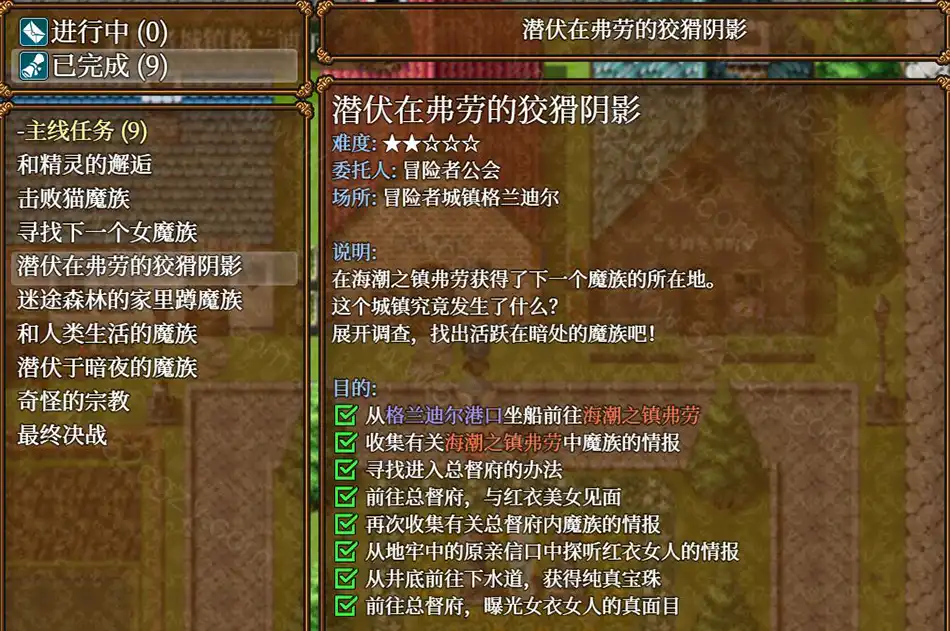 进行中 (0)
已完成 (9)
-主线任务 (9)
和精灵的邂逅
击败猫魔族
寻找下一个女魔族
潜伏在弗劳的狡猾阴影
迷途森林的家里蹲魔族
和人类生活的魔族
潜伏于暗夜的魔族
奇怪的宗教
最终决战
潜伏在弗劳的狡猾阴影
潜伏在弗劳的狡猾阴影
难度: ★★☆☆☆
委托人: 冒险者公会
场所: 冒险者城镇格兰迪尔
说明:
在海潮之镇弗劳获得了下一个魔族的所在地。
这个城镇究竟发生了什么？
展开调查，找出活跃在暗处的魔族吧！
目的:
从格兰迪尔港口坐船前往海潮之镇弗劳
收集有关海潮之镇弗劳中魔族的情报
寻找进入总督府的办法
前往总督府，与红衣美女见面
再次收集有关总督府内魔族的情报
从地牢中的原亲信口中探听红衣女人的情报
从井底前往下水道，获得纯真宝珠
前往总督府，曝光女衣女人的真面目